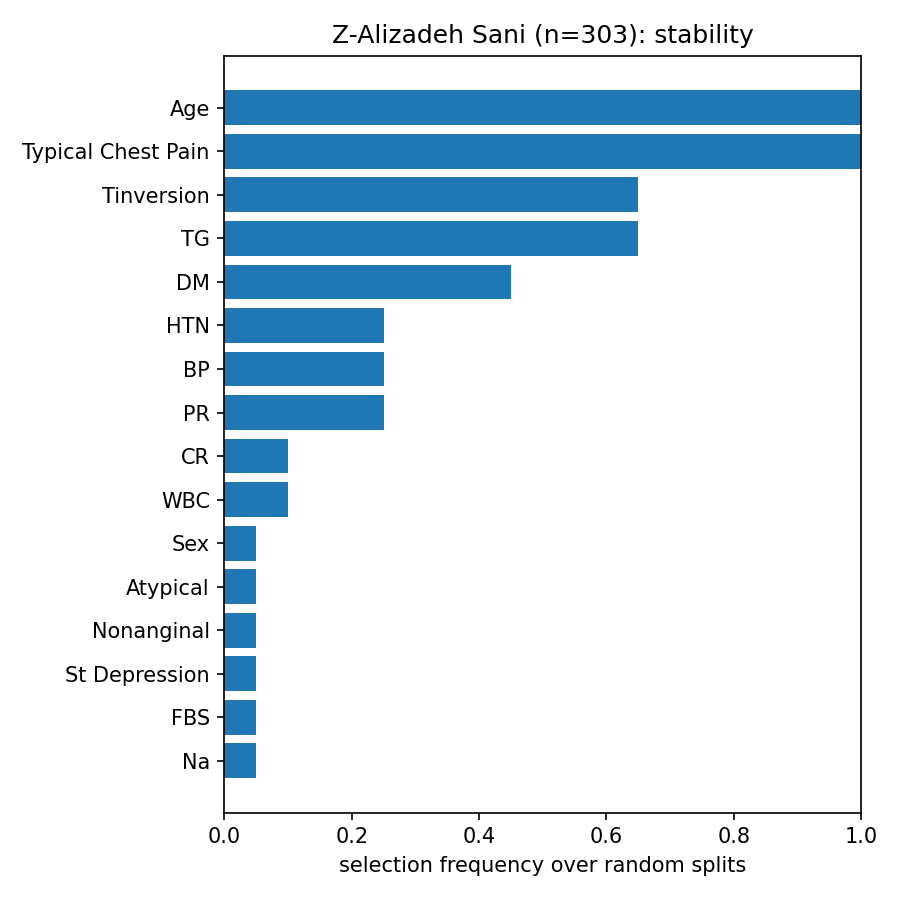 Z-Alizadeh Sani (n=303): stability
Age
Typical Chest Pain
Tinversion
TG
DM
HTN
BP
PR
CR
WBC
Sex
Atypical
Nonanginal
St Depression
FBS
Na
0.0 0.2 0.4 0.6 0.8 1.0
selection frequency over random splits